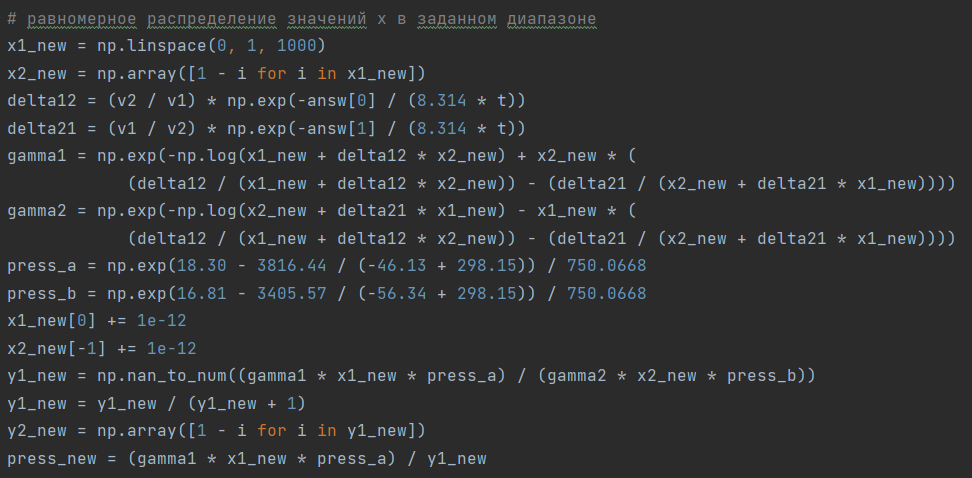 # равномерное распределение значений x в заданном диапазоне
x1_new = np.linspace(0, 1, 1000)
x2_new = np.array([1 - i for i in x1_new])
delta12 = (v2 / v1) * np.exp(-answ[0] / (8.314 * t))
delta21 = (v1 / v2) * np.exp(-answ[1] / (8.314 * t))
gamma1 = np.exp(-np.log(x1_new + delta12 * x2_new) + x2_new * (
            (delta12 / (x1_new + delta12 * x2_new)) - (delta21 / (x2_new + delta21 * x1_new))))
gamma2 = np.exp(-np.log(x2_new + delta21 * x1_new) - x1_new * (
            (delta12 / (x1_new + delta12 * x2_new)) - (delta21 / (x2_new + delta21 * x1_new))))
press_a = np.exp(18.30 - 3816.44 / (-46.13 + 298.15)) / 750.0668
press_b = np.exp(16.81 - 3405.57 / (-56.34 + 298.15)) / 750.0668
x1_new[0] += 1e-12
x2_new[-1] += 1e-12
y1_new = np.nan_to_num((gamma1 * x1_new * press_a) / (gamma2 * x2_new * press_b))
y1_new = y1_new / (y1_new + 1)
y2_new = np.array([1 - i for i in y1_new])
press_new = (gamma1 * x1_new * press_a) / y1_new